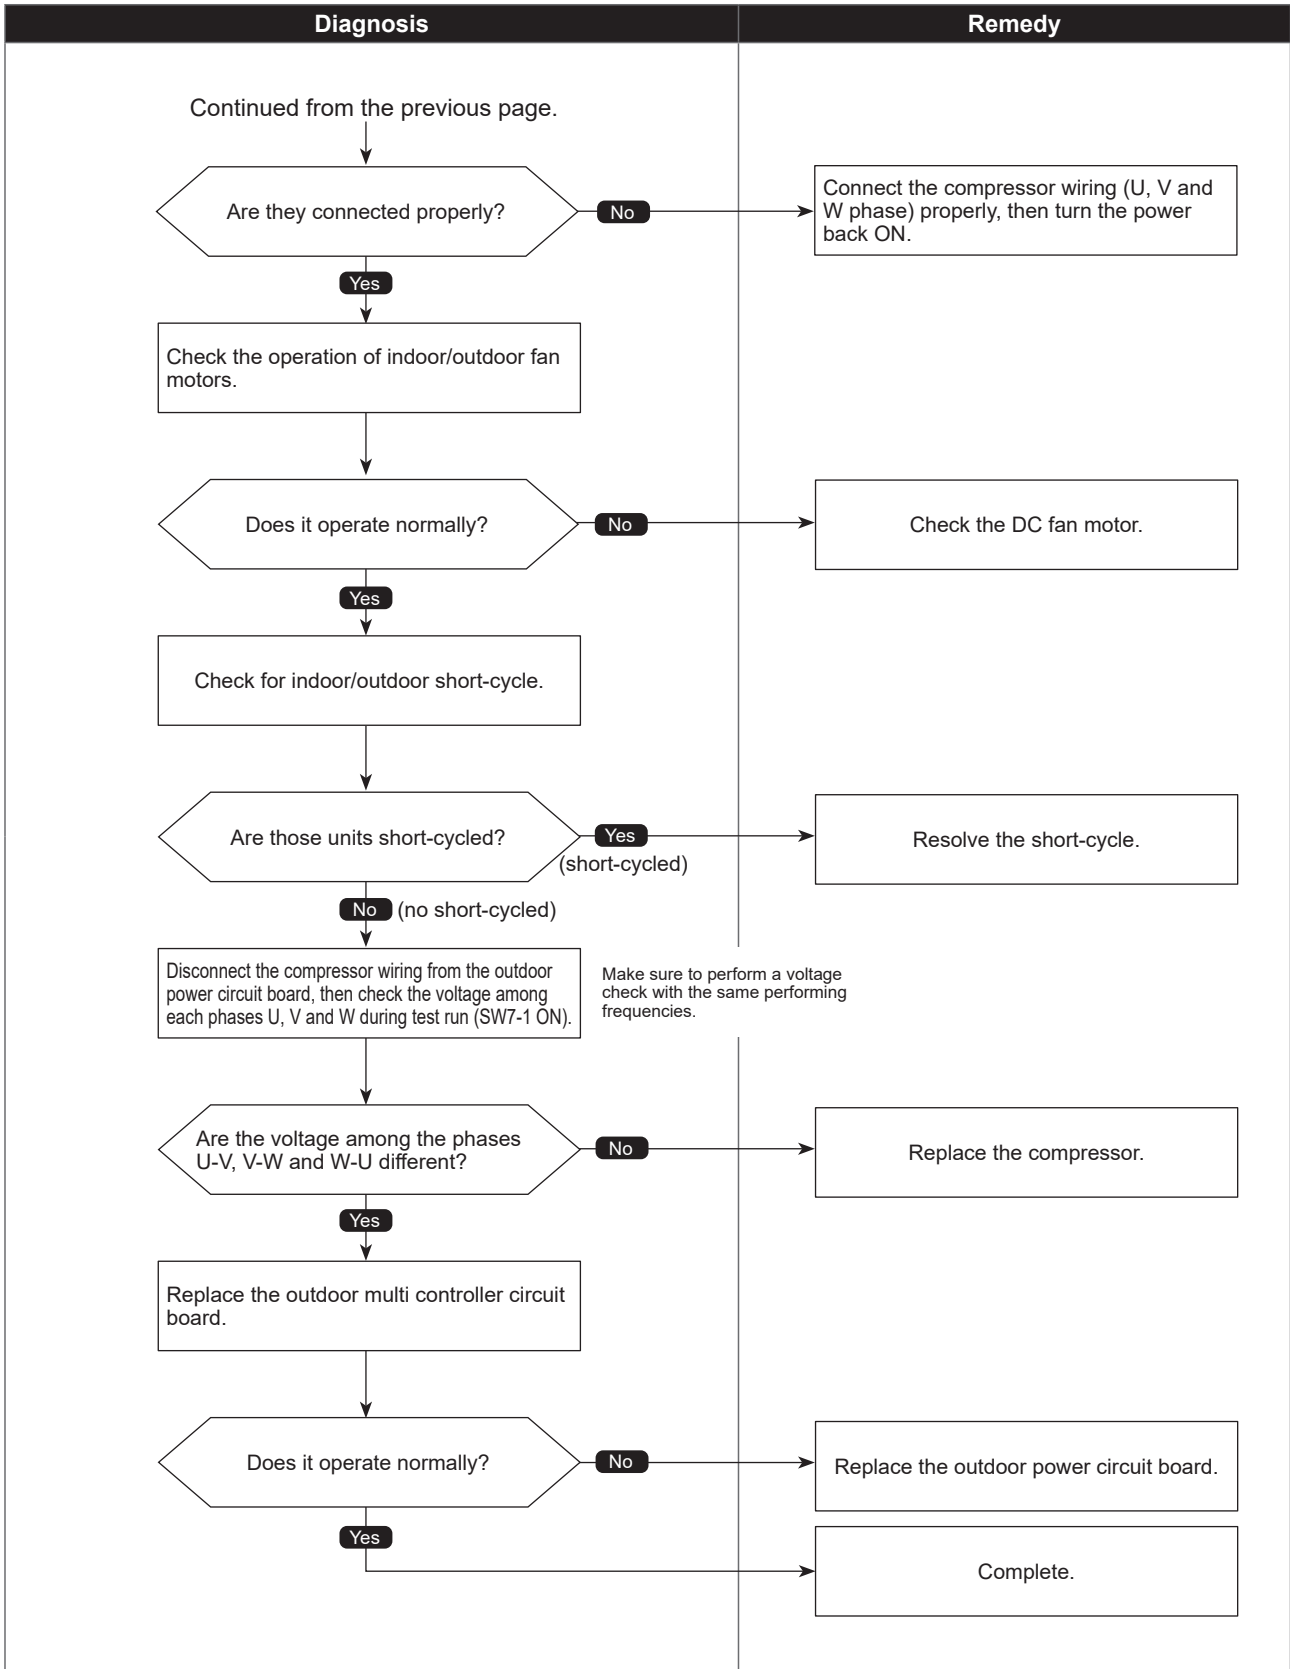 Diagnosis
Remedy
Continued from the previous page.
Are they connected properly?
No
Connect the compressor wiring (U, V and
W phase) properly, then turn the power
back ON.
Yes
Check the operation of indoor/outdoor fan
motors.
Does it operate normally?
No
Check the DC fan motor.
Yes
Check for indoor/outdoor short-cycle.
Are those units short-cycled?
Yes
(short-cycled)
Resolve the short-cycle.
No (no short-cycled)
Disconnect the compressor wiring from the outdoor
power circuit board, then check the voltage among
each phases U, V and W during test run (SW7-1 ON).
Make sure to perform a voltage
check with the same performing
frequencies.
Are the voltage among the phases
U-V, V-W and W-U different?
No
Replace the compressor.
Yes
Replace the outdoor multi controller circuit
board.
Does it operate normally?
No
Replace the outdoor power circuit board.
Yes
Complete.